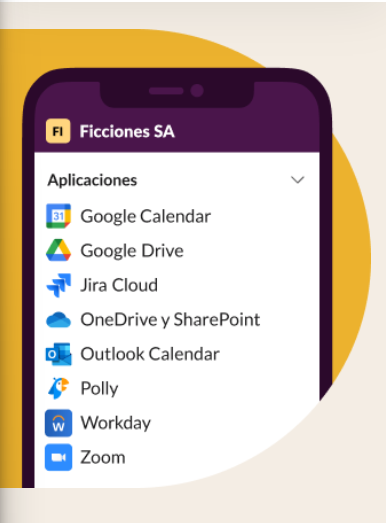 FI Ficciones SA
Aplicaciones
31 Google Calendar
Google Drive
Jira Cloud
OneDrive y SharePoint
O Outlook Calendar
Polly
W Workday
Zoom